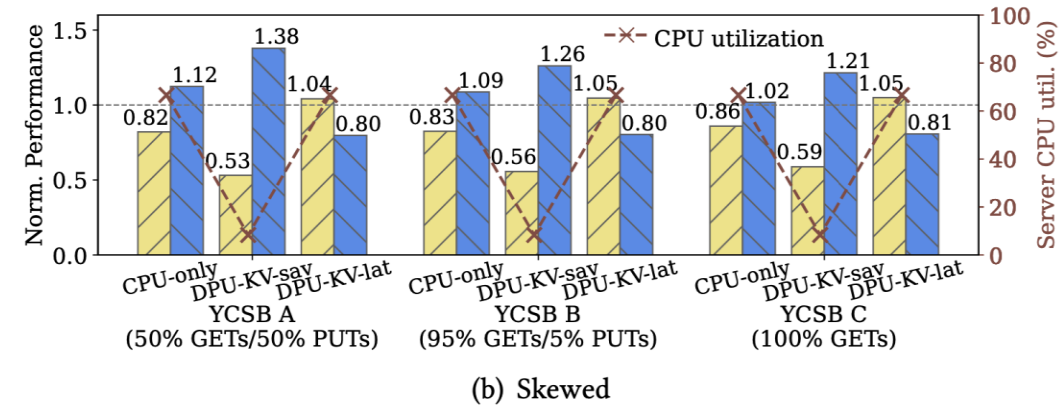 1.5
1.0
0.5
0.0
Norm. Performance
100
80
60
40
20
0
Server CPU util. (%)
CPU utilization
0.82 1.12 0.53 1.38 1.04 0.80
0.83 1.09 0.56 1.26 1.05 0.80
0.86 1.02 0.59 1.21 1.05 0.81
CPU-only DPU-KV-sav DPU-KV-lat
CPU-only DPU-KV-sav DPU-KV-lat
CPU-only DPU-KV-sav DPU-KV-lat
YCSB A
(50% GETs/50% PUTs)
YCSB B
(95% GETs/5% PUTs)
YCSB C
(100% GETs)
(b) Skewed